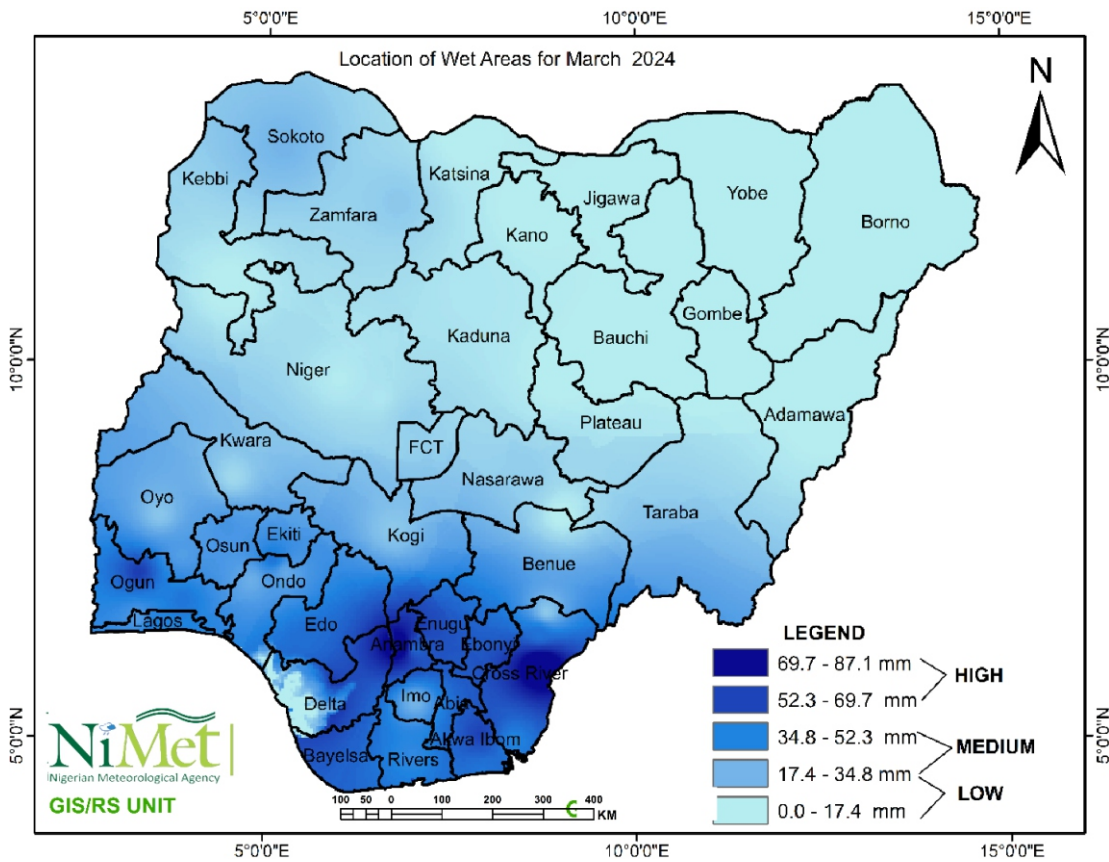 5°0'0"E 10°0'0"E 15°0'0"E
Location of Wet Areas for March 2024
N
Sokoto
Kebbi
Katsina
Zamfara
Jigawa
Yobe
Borno
Kano
10°0'0"N
10°0'0"N
Gombe
Kaduna
Bauchi
Niger
Adamawa
Plateau
Kwara
FCT
Nasarawa
Oyo
Taraba
Kogi
Osun
Ekiti
Benue
Ogun
Ondo
Lagos
Edo
Enugu
Anambra
Ebonyi
Cross River
Imo
Abia
Delta
Akwa Ibom
Bayelsa
Rivers
5°0'0"N
5°0'0"N
LEGEND
69.7 - 87.1 mm
HIGH
52.3 - 69.7 mm
34.8 - 52.3 mm
MEDIUM
17.4 - 34.8 mm
LOW
0.0 - 17.4 mm
NiMet
Nigerian Meteorological Agency
GIS/RS UNIT
100 50 0 100 200 300 400
KM
5°0'0"E 10°0'0"E 15°0'0"E